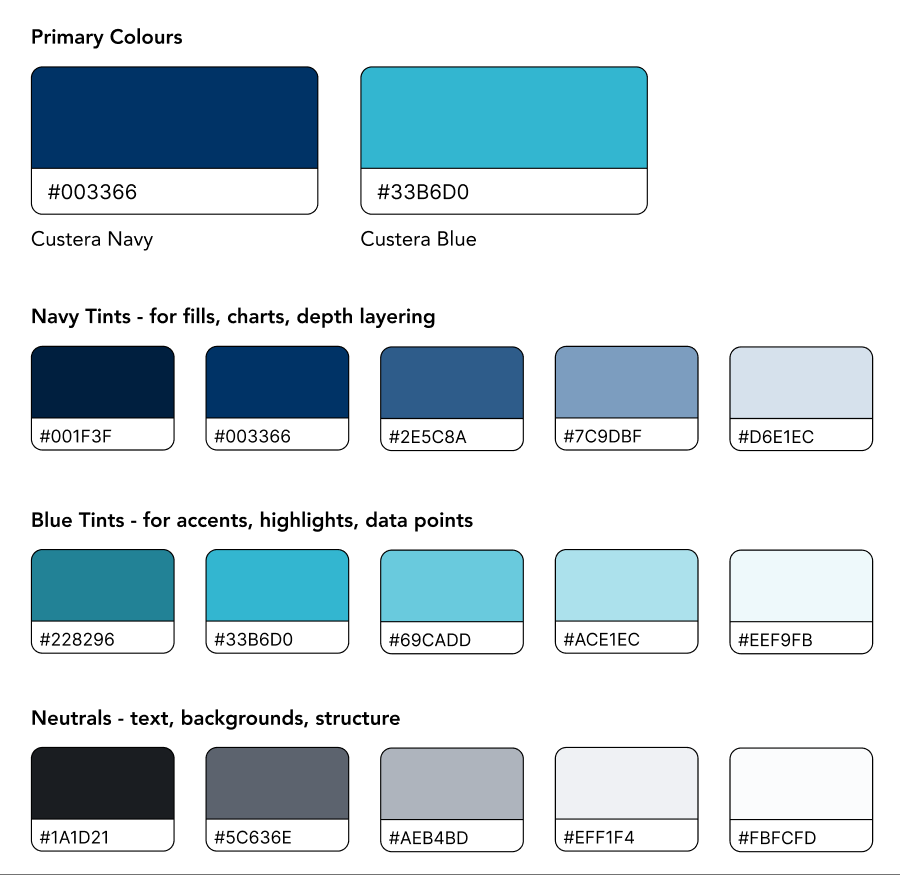 Primary Colours
#003366
#33B6D0
Custera Navy
Custera Blue
Navy Tints - for fills, charts, depth layering
#001F3F
#003366
#2E5C8A
#7C9DBF
#D6E1EC
Blue Tints - for accents, highlights, data points
#228296
#33B6D0
#69CADD
#ACE1EC
#EEF9FB
Neutrals - text, backgrounds, structure
#1A1D21
#5C636E
#AEB4BD
#EFF1F4
#FBFCFD